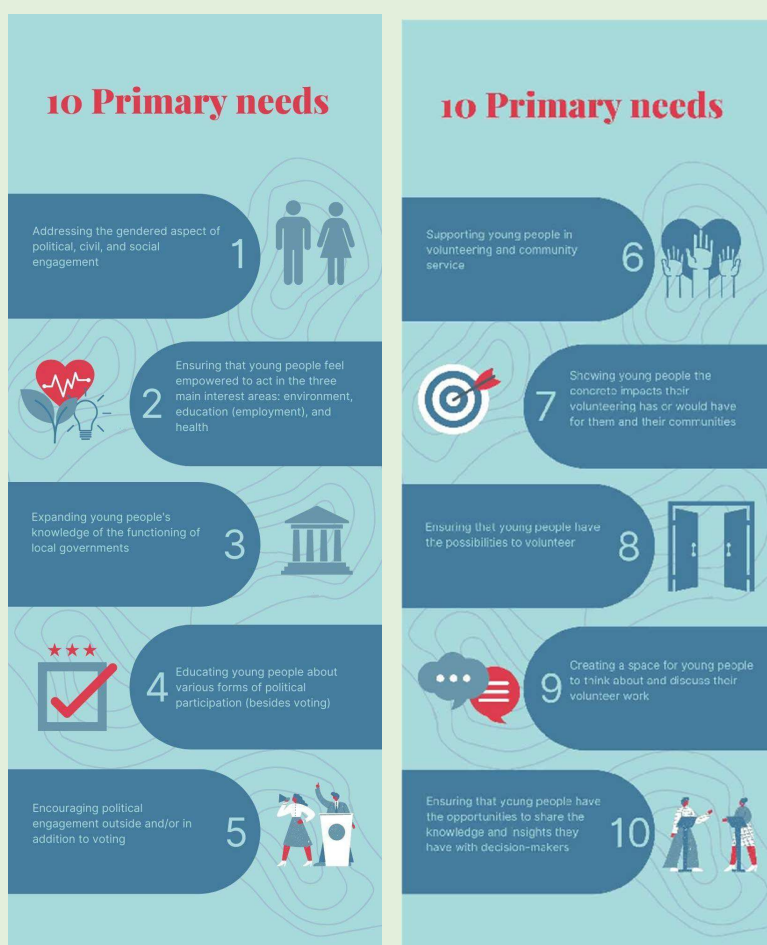 10 Primary needs
Addressing the gendered aspect of
political, civil, and social
engagement
1
2
Ensuring that young people feel
empowered to act in the three
main interest areas: environment,
education (employment), and
health
Expanding young people's
knowledge of the functioning of
local governments
3
4
Educating young people about
various forms of political
participation (besides voting)
Encouraging political
engagement outside and/or in
addition to voting
5
10 Primary needs
Supporting young people in
volunteering and community
service
6
7
Showing young people the
concrete impacts their
volunteering has or would have
for them and their communities
Ensuring that young people have
the possibilities to volunteer
8
9
Creating a space for young people
to think about and discuss their
volunteer work
Ensuring that young people have
the opportunities to share the
knowledge and insights they
have with decision-makers
10